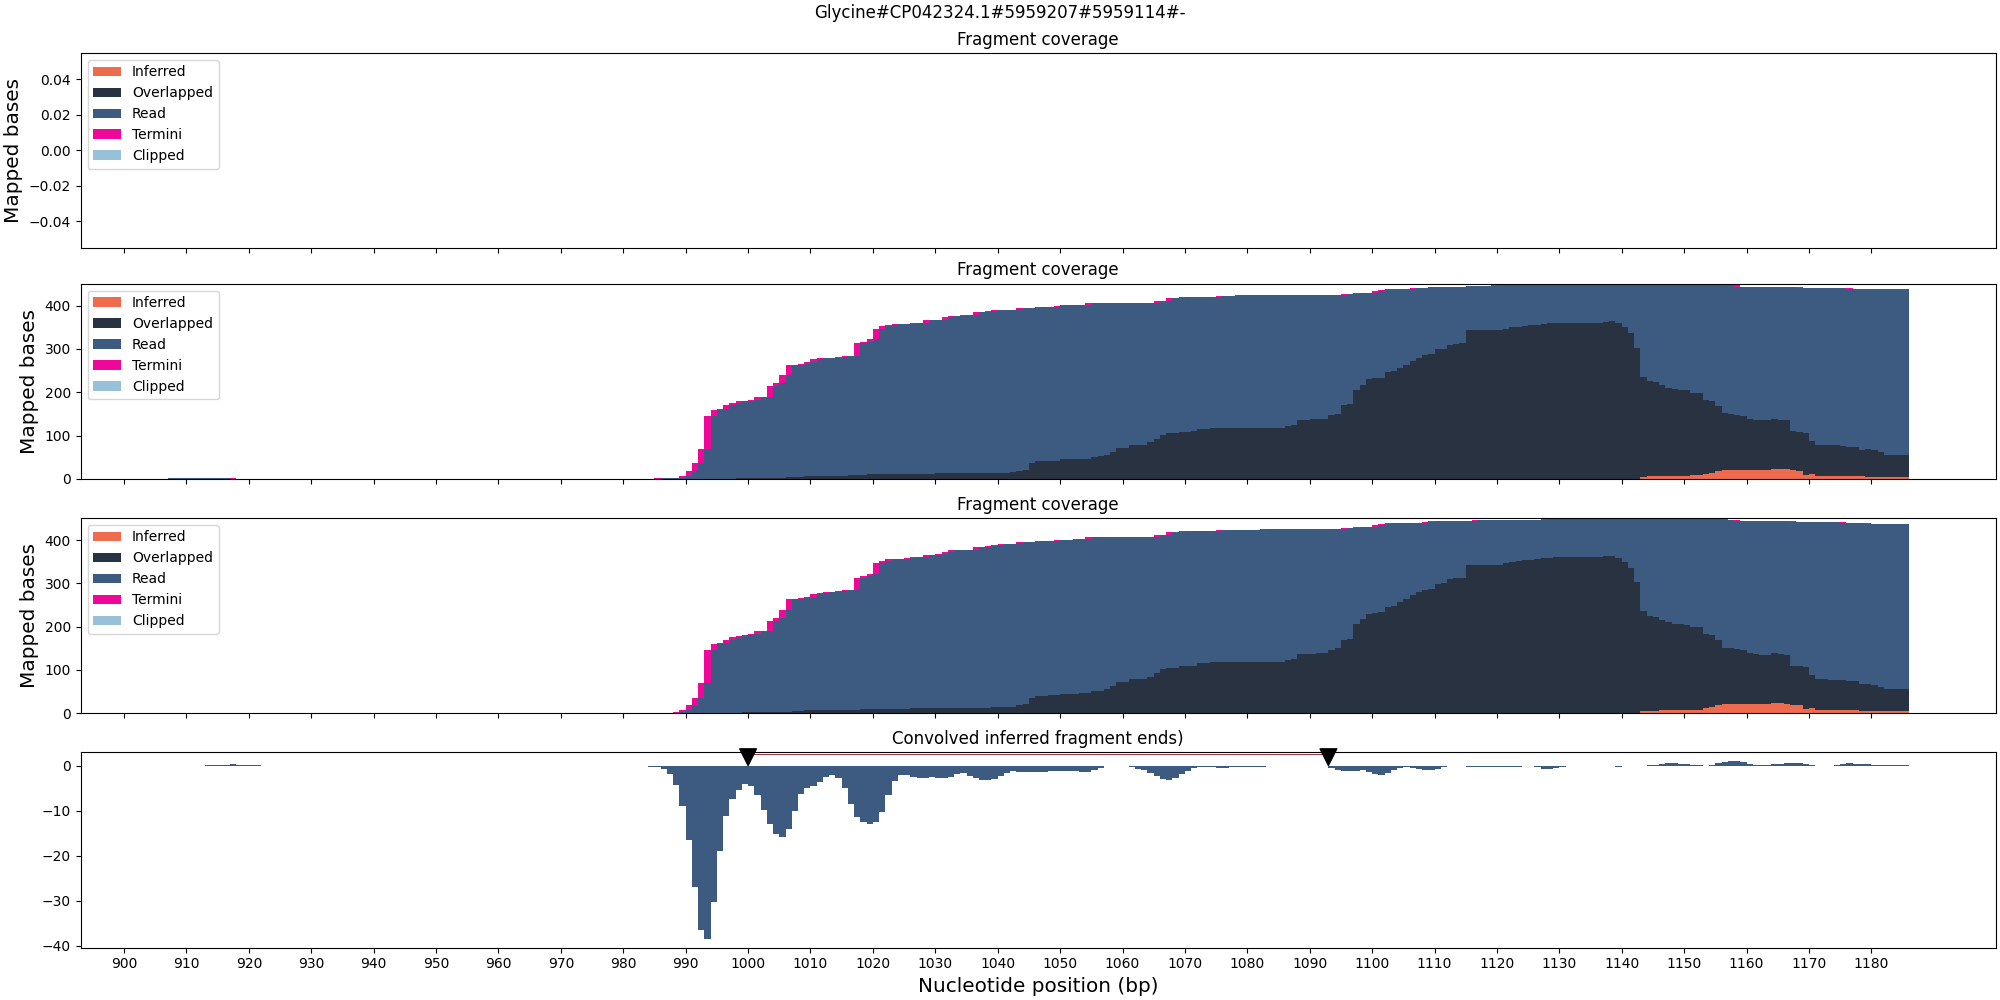 Glycine#CP042324.1#5959207#5959114#-
Fragment coverage
Mapped bases
0.04
0.02
0.00
−0.02
−0.04
Inferred
Overlapped
Read
Termini
Clipped
Fragment coverage
Mapped bases
400
300
200
100
0
Inferred
Overlapped
Read
Termini
Clipped
Fragment coverage
Mapped bases
400
300
200
100
0
Inferred
Overlapped
Read
Termini
Clipped
Convolved inferred fragment ends)
0
−10
−20
−30
−40
900 910 920 930 940 950 960 970 980 990 1000 1010 1020 1030 1040 1050 1060 1070 1080 1090 1100 1110 1120 1130 1140 1150 1160 1170 1180
Nucleotide position (bp)